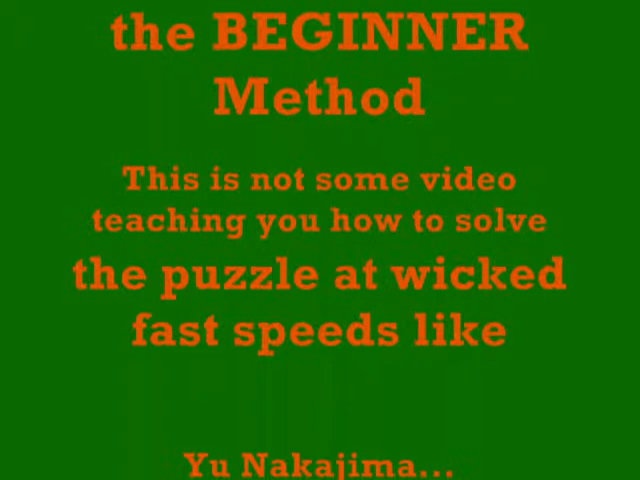 the BEGINNER
Method
This is not some video
teaching you how to solve
the puzzle at wicked
fast speeds like
Yu Nakajima...